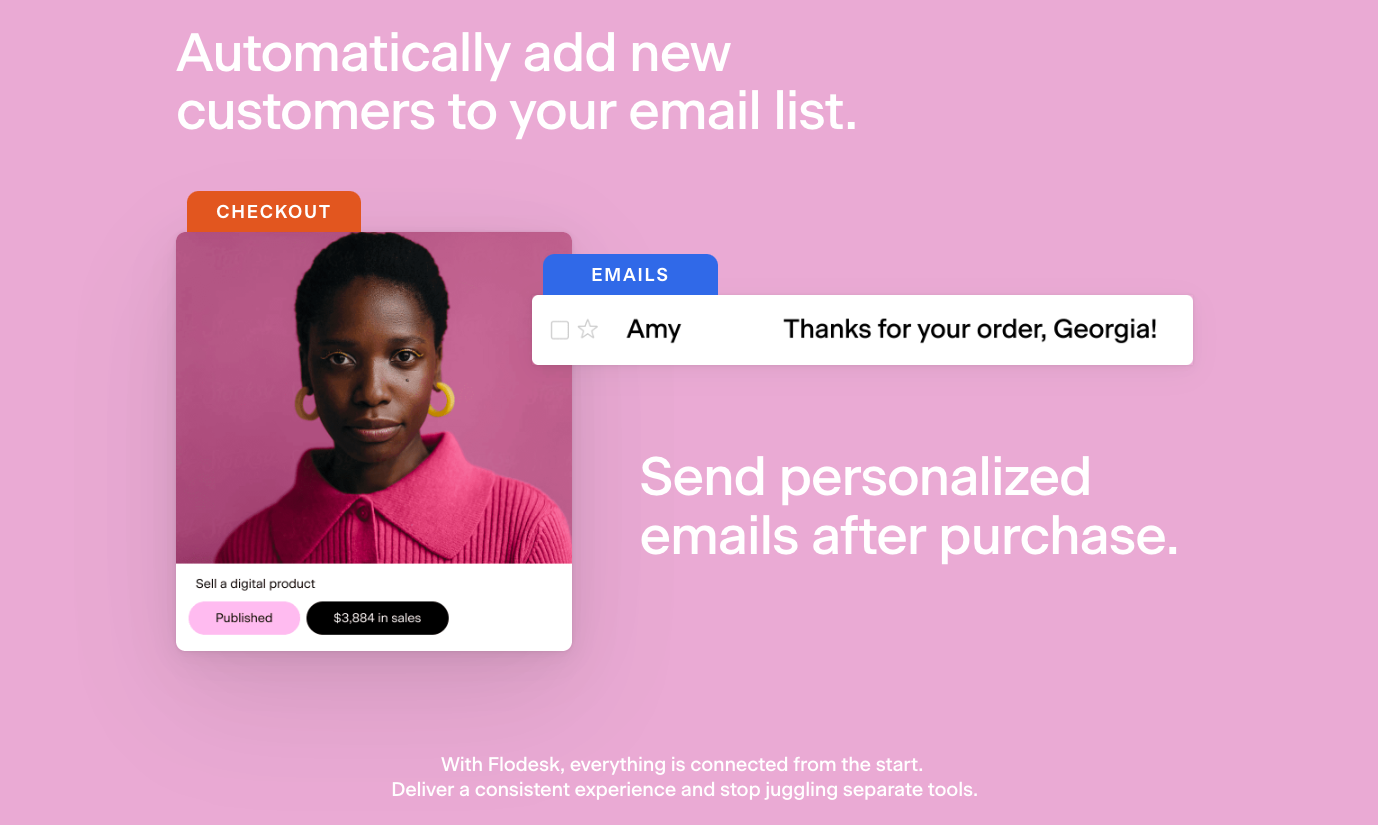 Automatically add new
customers to your email list.
CHECKOUT
EMAILS
Amy Thanks for your order, Georgia!
Send personalized
emails after purchase.
Sell a digital product
Published $3,884 in sales
With Flodesk, everything is connected from the start.
Deliver a consistent experience and stop juggling separate tools.